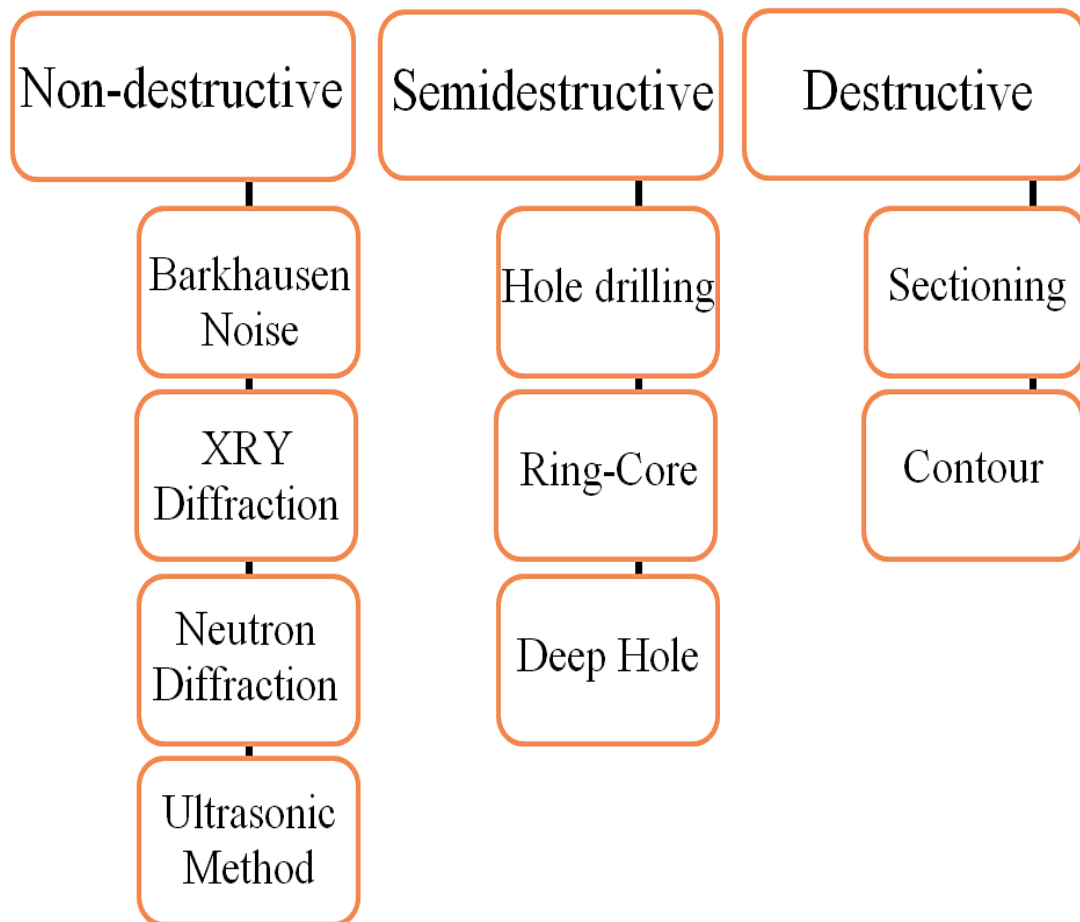 Non-destructive
Barkhausen
Noise
XRY
Diffraction
Neutron
Diffraction
Ultrasonic
Method
Semidestructive
Hole drilling
Ring-Core
Deep Hole
Destructive
Sectioning
Contour